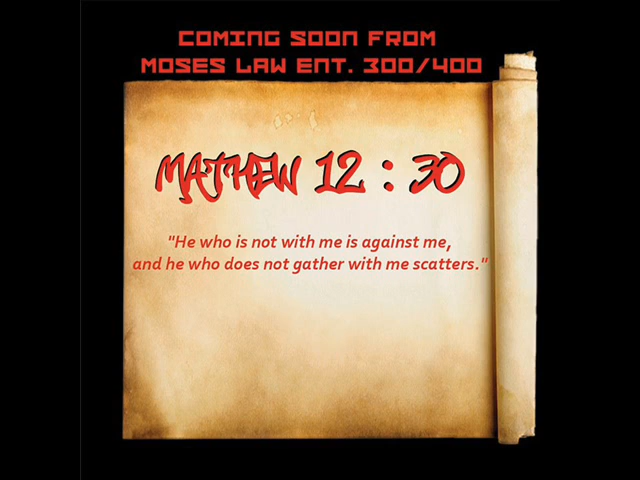 COMING SOON FROM
MOSES LAW ENT. 300/400
MATHEW 12 : 30
"He who is not with me is against me,
and he who does not gather with me scatters."